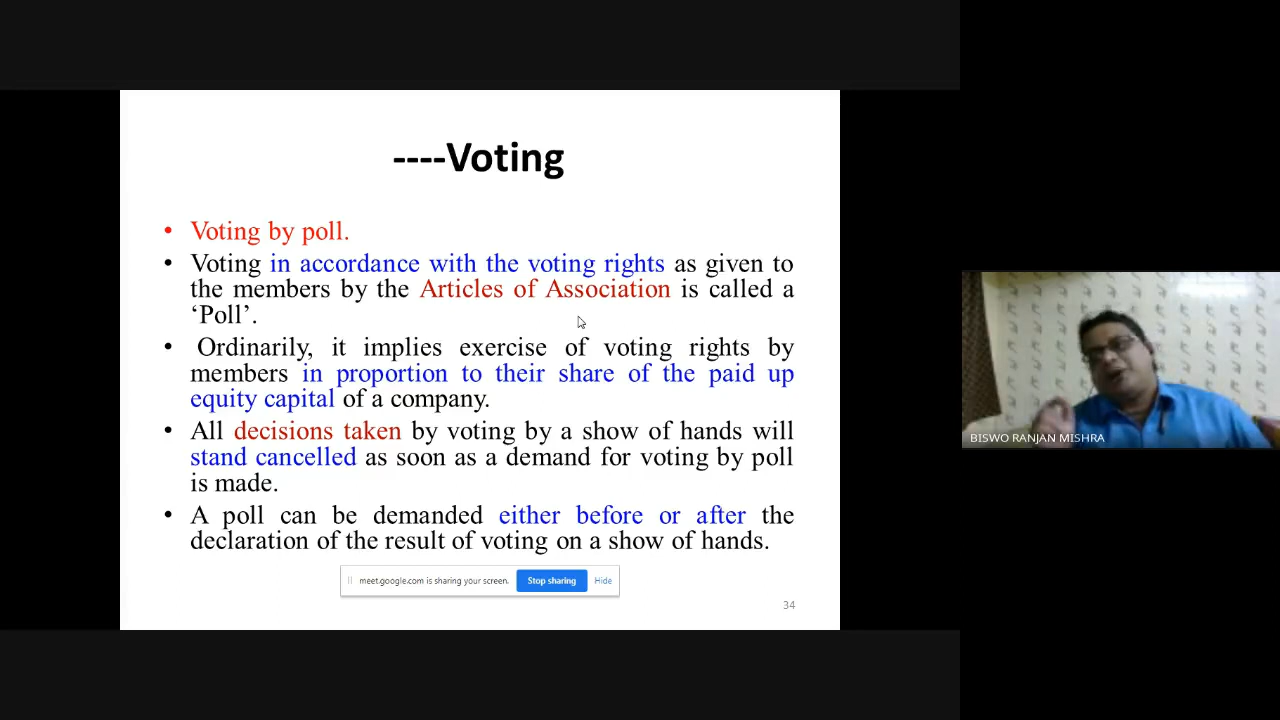 ----Voting
• Voting by poll.
• Voting in accordance with the voting rights as given to
the members by the Articles of Association is called a
‘Poll’.
• Ordinarily, it implies exercise of voting rights by
members in proportion to their share of the paid up
equity capital of a company.
• All decisions taken by voting by a show of hands will
stand cancelled as soon as a demand for voting by poll
is made.
• A poll can be demanded either before or after the
declaration of the result of voting on a show of hands.
meet.google.com is sharing your screen. Stop sharing Hide
34
BISWO RANJAN MISHRA